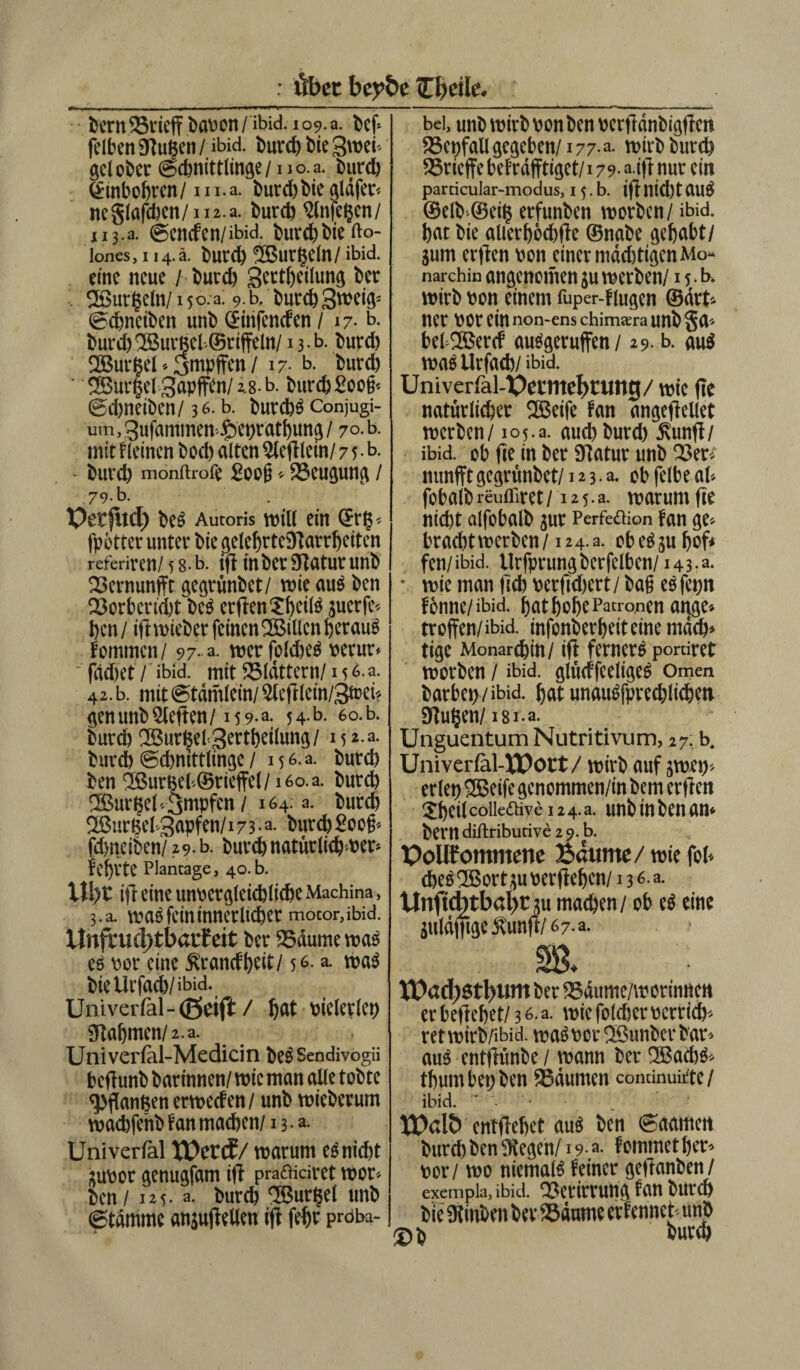 : über beyde Theile.
dern Brieff davon / ibid. 109. a. des-
selben Nutzen / ibid. durch die Zwei-
gel oder Schnittlinge / 110. a. durch
Einbohren / 111. a. durch die gläser-
ne Flaschen / 112. a. durch Ansetzen /
113. a. Sencken / ibid. durch die sto-
lones, 114. a. durch Wurtzeln / ibid.
eine neue / durch Zertheilung der
Wurtzeln / 150. a. 9. b. durch Zweig-
Schneiden und Einsencken / 17. b.
durch Wurtzel-Griffeln / 13. b. durch
Wurtzel-Impffen / 17. b. durch
Wurtzel-Zapffen / 28. b. durch Looß-
Schneiden / 36. b. durchs Conjugi-
um, Zusammen-Heyrathung / 70. b.
mit kleinen doch alten Aestlein / 75. b.
durch monstrose Looß-Beugung /
79. b.
Versuch des Autoris will ein Ertz-
spötter unter die gelehrte Narrheiten
referiren / 58. b. ist in der Natur und
Vernunfft gegründet / wie aus den
Vorbericht des ersten Theils zuerse-
hen / ist wieder seinen Willen heraus
kommen / 97. a. wer solches verur-
sachet / ibid. mit Blättern / 156. a.
42. b. mit Stämlein / Aestlein / Zwei-
gen und Aesten / 159. a. 54. b. 60. b.
durch Wurtzel-Zertheilung / 152. a.
durch Schnittlinge / 156. a. durch
den Wurtzel-Grieffel / 160. a. durch
Wurtzel-Impfen / 164. a. durch
Wurtzel-Zapfen / 173. a. durch Looß-
schneiden / 29. b. durch natürlich-ver-
kehrte Plantage, 40. b.
Uhr ist eine unvergleichliche Machina,
3. a. was sein innerlicher motor, ibid.
Unfruchtbarkeit der Bäume was
es vor eine Kranckheit / 56. a. was
die Ursach / ibid.
Universal-Geist / hat vielerley
Nahmen / 2. a.
Universal-Medicin des Sendivogii
bestund darinnen / wie man alle todte
Pflantzen erwecken / und wiederum
wachsend kan machen / 13. a.
Universal Werck / warum es nicht
zuvor genugsam ist practiciret wor-
den / 125. a. durch Wurtzel und
Stämme anzustellen ist sehr proba-
bel, und wird von den verständigsten
Beyfall gegeben / 177. a. wird durch
Brieffe bekräfftiget / 179. a. ist nur ein
particular-modus, 15. b. ist nicht aus
Geld-Geitz erfunden worden / ibid.
hat die allerhöchste Gnade gehabt /
zum ersten von einer mächtigen Mo-
narchin angenomen zu werden / 15. b.
wird von einem super-klugen Gärt-
ner vor ein non-ens chimæra und Fa-
bel-Werck ausgeruffen / 29. b. aus
was Ursach / ibid.
Universal-Vermehrung / wie sie
natürlicher Weise kan angestellet
werden / 105. a. auch durch Kunst /
ibid. ob sie in der Natur und Ver-
nunfft gegründet / 123. a. ob selbe al-
sobald reussiret / 125. a. warum sie
nicht alsobald zur Perfection kan ge-
bracht werden / 124. a. ob es zu hof-
fen / ibid. Ursprung derselben / 143. a.
wie man sich versichert / daß es seyn
könne / ibid. hat hohe Patronen ange-
troffen / ibid. insonderheit eine mäch-
tige Monarchin / ist ferners portiret
worden / ibid. glückseeliges Omen
darbey / ibid. hat unaussprechlichen
Nutzen / 181. a.
Unguentum Nutritivum, 27. b.
Universal-Wort / wird auf zwey-
erley Weise genommen / in dem ersten
Theil collective 124. a. und in den an-
dern distributive 29. b.
Vollkommene Bäume / wie sol-
ches Wort zu verstehen / 136. a.
Unsichtbahr zu machen / ob es eine
zuläßige Kunst / 67. a.
W.
Wachsthum der Bäume / worinnen
er bestehet / 36. a. wie solcher verrich-
ret wird / ibid. was vor Wunder dar-
aus entstünde / wann der Wachs-
thum bey den Bäumen continuirte /
ibid.
Wald entstehet aus den Saamen
durch den Regen / 19. a. kommet her-
vor / wo niemals keiner gestanden /
exempla, ibid. Verirrung kan durch
die Rinden der Bäume erkennet- und
Dd durch